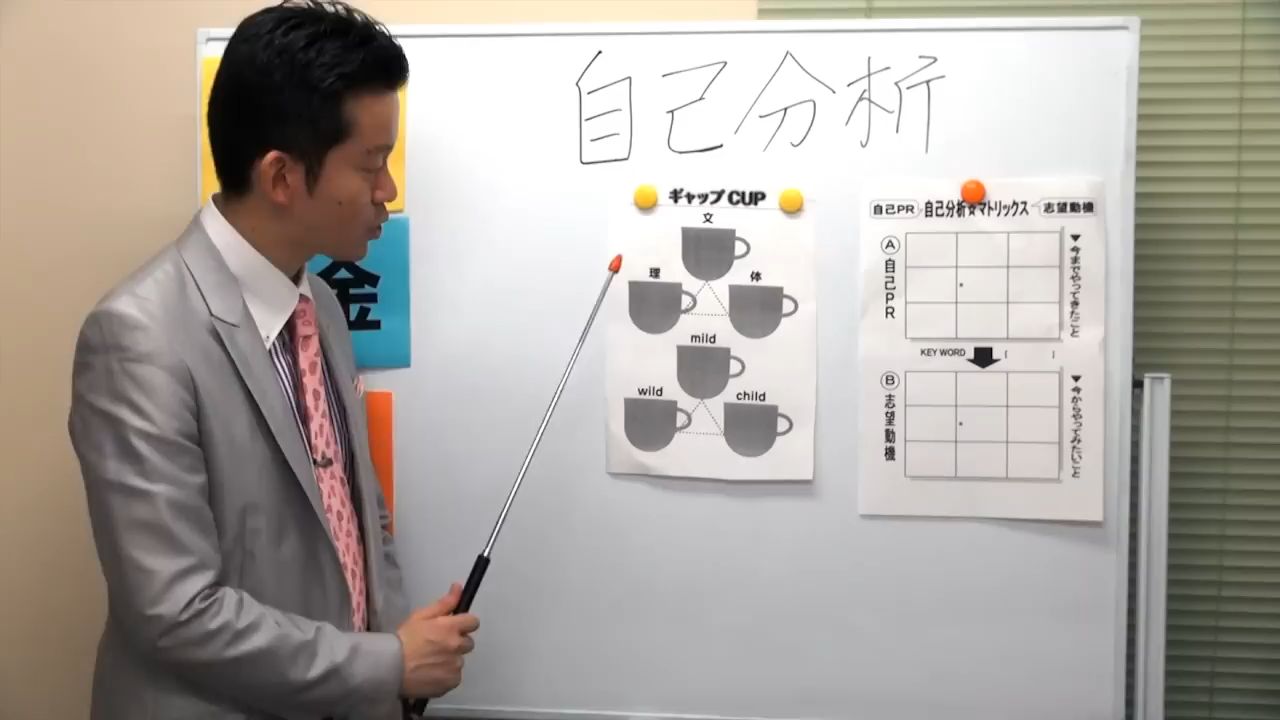 自己分析
金
ギャップCUP
文
理
体
mild
wild
child
自己PR
自己分析☆マトリックス
志望動機
Ⓐ自己PR
▼今までやってきたこと
KEY WORD [ ]
Ⓑ志望動機
▼今からやってみたいこと